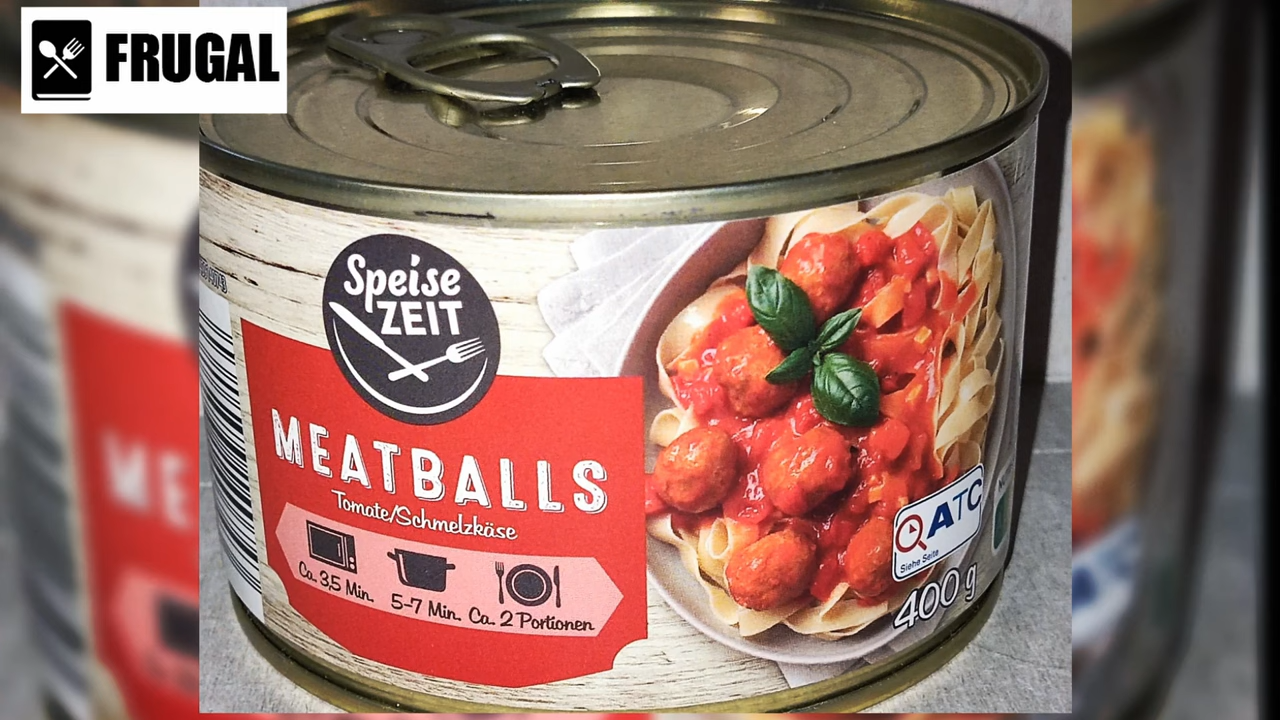 FRUGAL
Speise
ZEIT
MEATBALLS
Tomate/Schmelzkäse
Ca. 3,5 Min.
5-7 Min.
Ca. 2 Portionen
ATC
Siehe Seite
400 g
ME